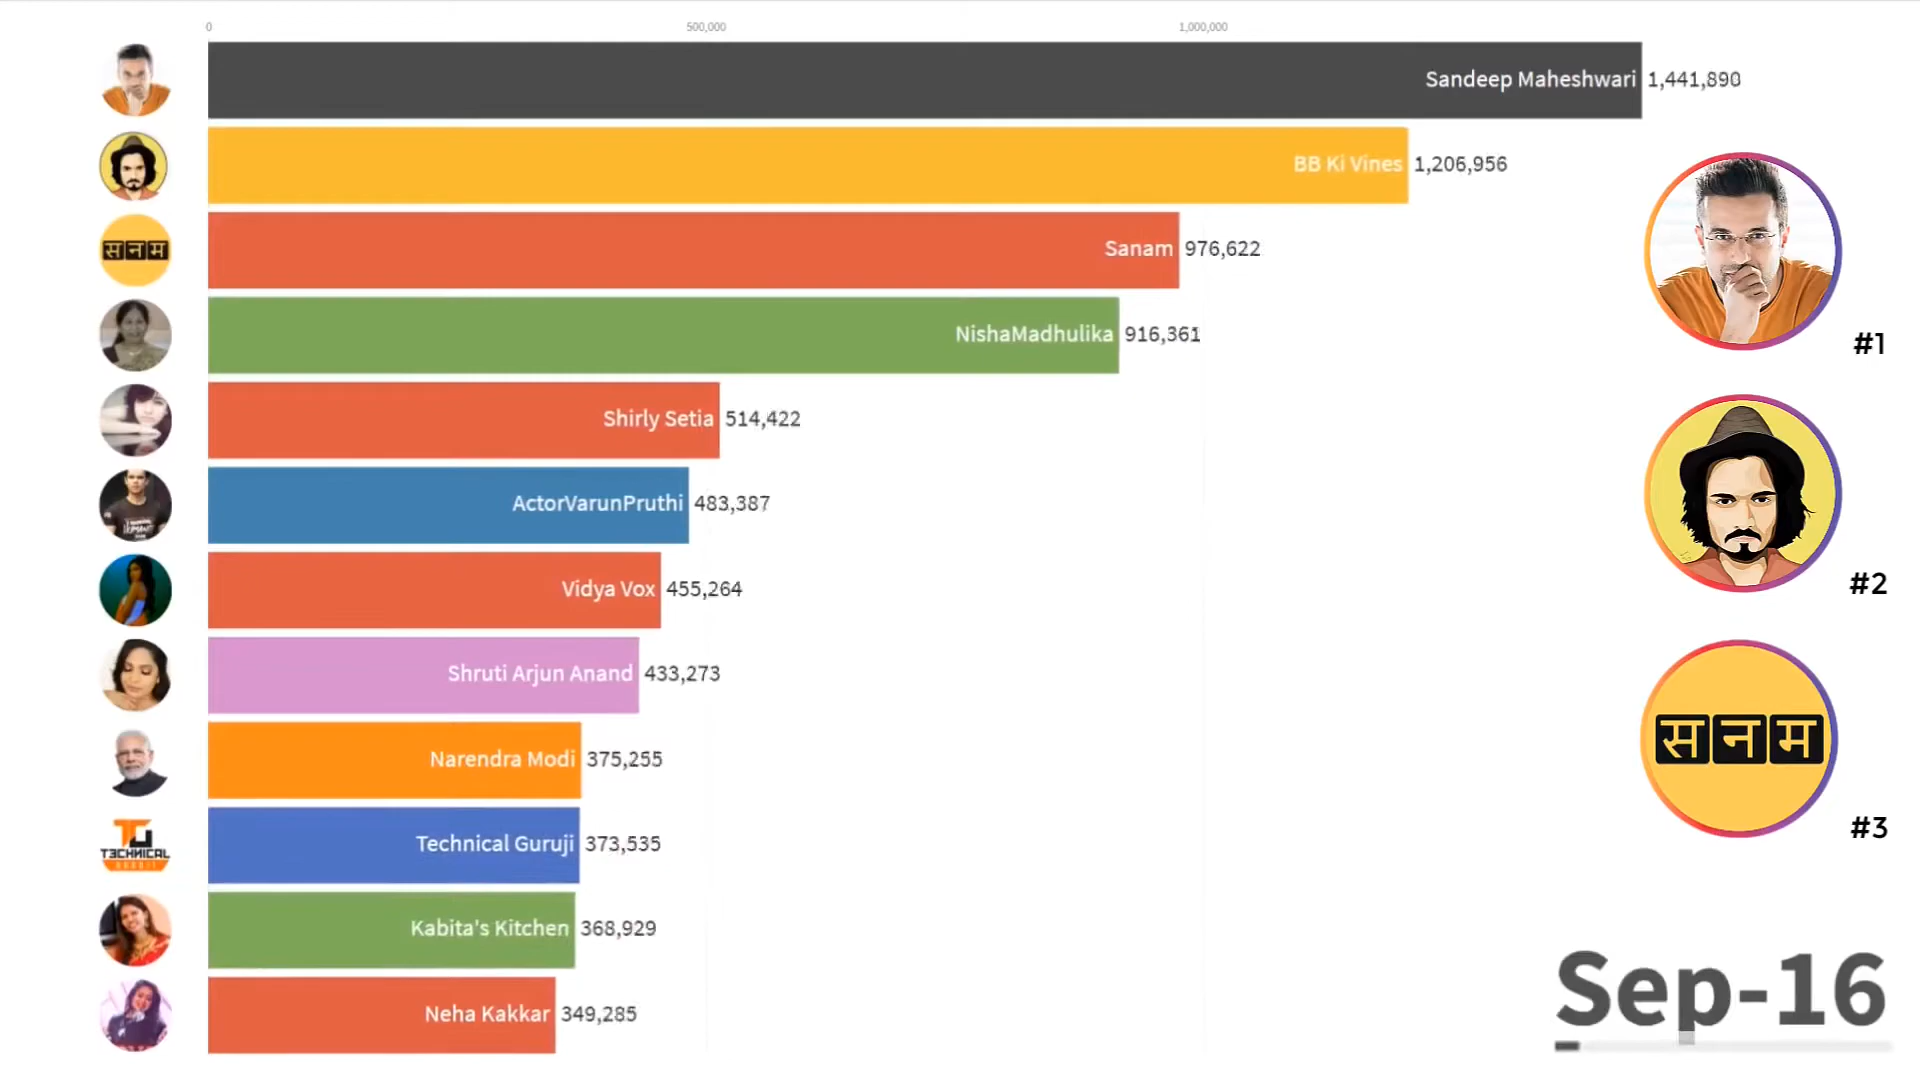 0 500,000 1,000,000
Sandeep Maheshwari 1,441,890
BB Ki Vines 1,206,956
सनम Sanam 976,622
NishaMadhulika 916,361
#1
Shirly Setia 514,422
ActorVarunPruthi 483,387
Vidya Vox 455,264
#2
Shruti Arjun Anand 433,273
Narendra Modi 375,255
सनम
TG
TECHNICAL
Technical Guruji 373,535
#3
Kabita's Kitchen 368,929
Neha Kakkar 349,285
Sep-16